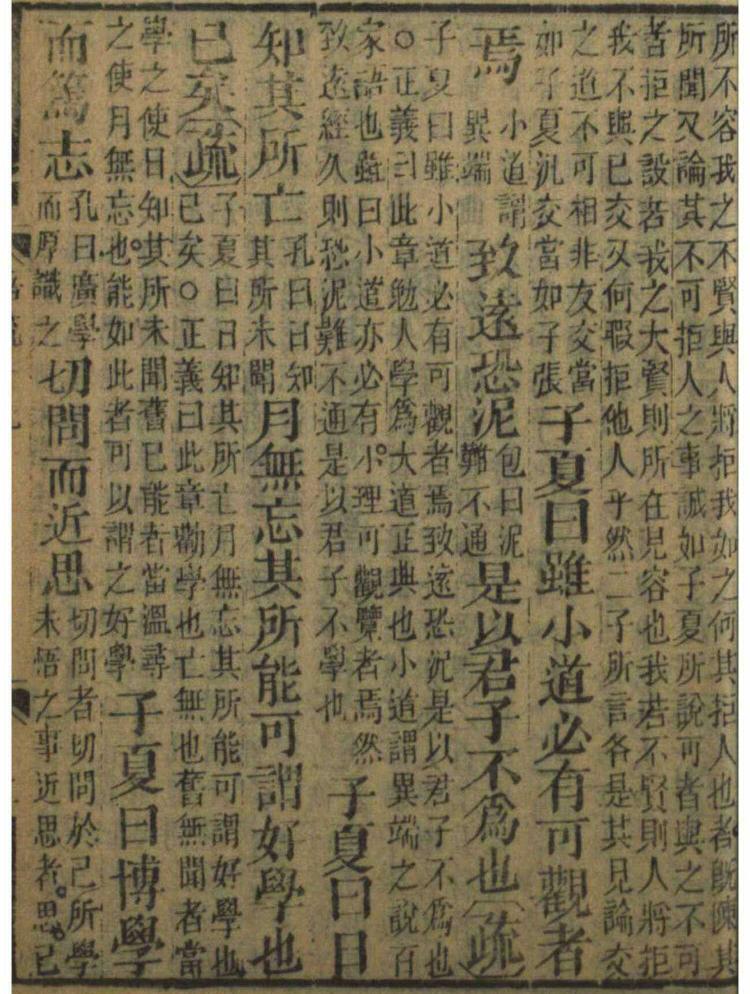 所不容我之不賢與人將拒我如之何其拒人也者既陳其
所聞又論其不可拒人之事誠如子夏所說可者與之不可
者拒之設若我之大賢則所在見容也我若不賢則人將拒
我不與己交又何暇拒他人乎然二子所言各是其見論交
之道不可相非友交當
如子夏汎交當如子張
子夏曰雖小道必有可觀者
焉
小道謂
異端
致遠恐泥
包曰泥
難不通
是以君子不爲也疏
子夏曰雖小道必有可觀者焉致遠恐泥是以君子不爲也
○正義曰此章勉人學爲大道正典也小道謂異端之說百
家語也雖曰小道亦必有小理可觀覽者焉然
致遠經久則恐泥難不通是以君子不學也
子夏曰日
知其所亡
孔曰日知
其所未聞
月無忘其所能可謂好學也
已矣疏
子夏曰日知其所亡月無忘其所能可謂好學也
已矣○正義曰此章勸學也亡無也舊無聞者當
學之使日知其所未聞舊已能者當溫尋
之使月無忘也能如此者可以謂之好學
子夏曰博學
而篤志
孔曰廣學
而厚識之
切問而近思
切問者切問於己所學
未悟之事近思者思己